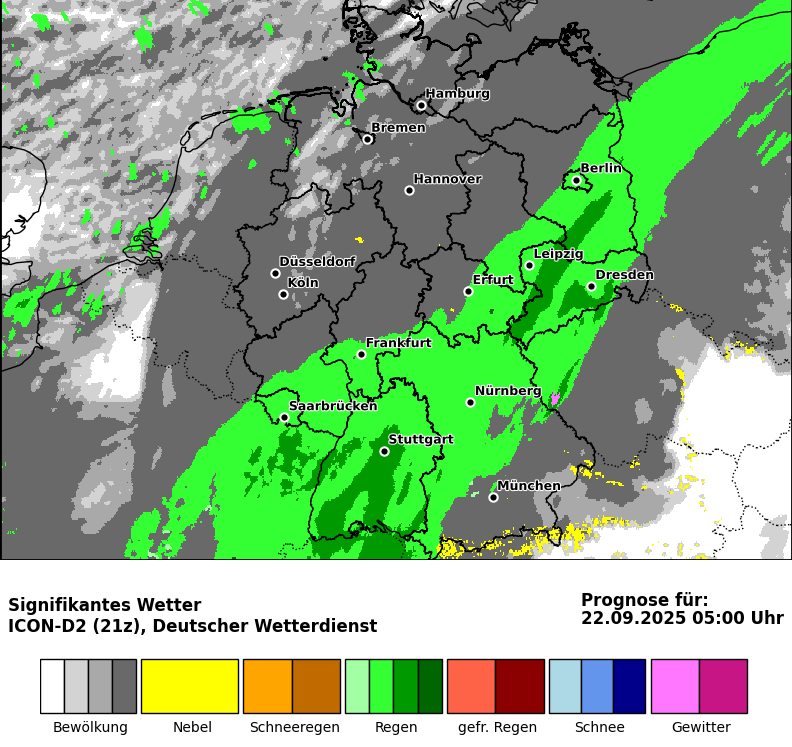 Hamburg
Bremen
Berlin
Hannover
Leipzig
Düsseldorf
Dresden
Erfurt
Köln
Frankfurt
Nürnberg
Saarbrücken
Stuttgart
München
Signifikantes Wetter
ICON-D2 (21z), Deutscher Wetterdienst
Prognose für:
22.09.2025 05:00 Uhr
Bewölkung
Nebel
Schneeregen
Regen
gefr. Regen
Schnee
Gewitter